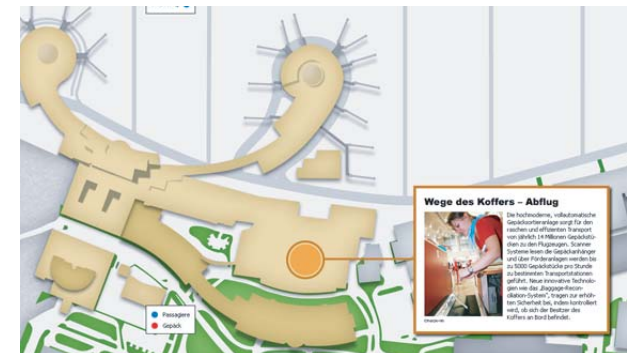 Wege des Koffers – Abflug
Die hochmoderne, vollautomatische
Gepäcksortieranlage sorgt für den
raschen und effizienten Transport
von jährlich 14 Millionen Gepäckstü-
cken zu den Flugzeugen. Scanner
Systeme lesen die Gepäckanhänger
und über Förderanlagen werden bis
zu 5000 Gepäckstücke pro Stunde
zu bestimmten Transportstationen
geführt. Neue innovative Technolo-
gien wie das „Baggage-Recon-
ciliation-System", tragen zur erhöh-
ten Sicherheit bei, indem kontrolliert
wird, ob sich der Besitzer des
Koffers an Bord befindet.
Passagiere
Gepäck